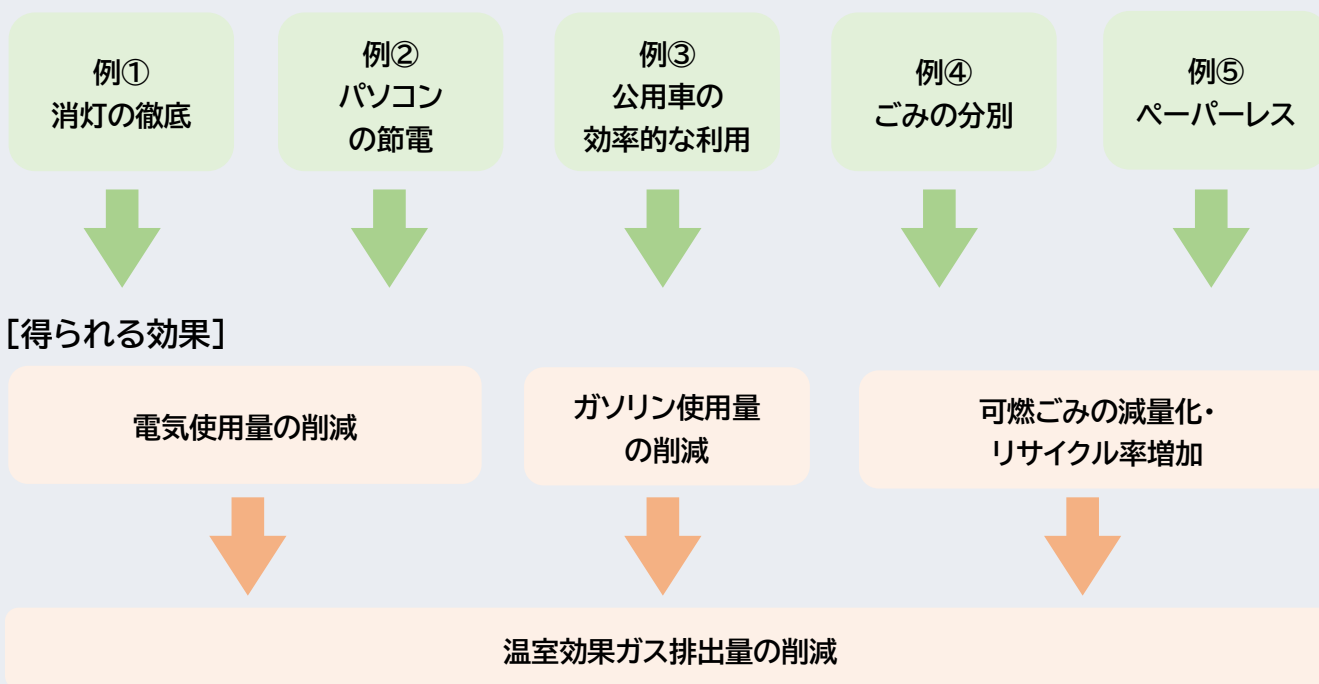 例①
消灯の徹底
例②
パソコン
の節電
例③
公用車の
効率的な利用
例④
ごみの分別
例⑤
ペーパーレス
[得られる効果]
電気使用量の削減
ガソリン使用量
の削減
可燃ごみの減量化・
リサイクル率増加
温室効果ガス排出量の削減